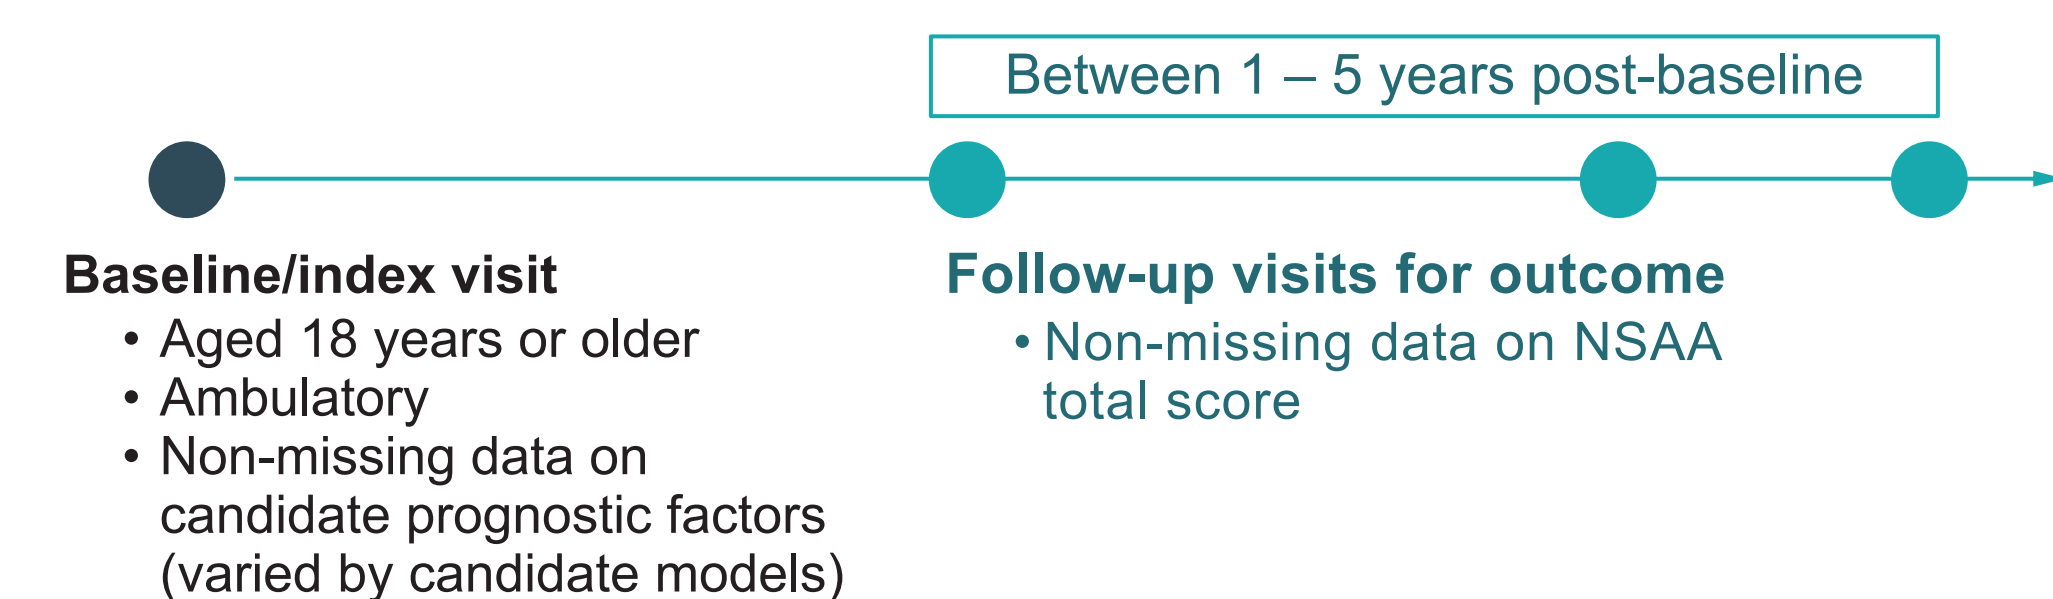 Between 1 – 5 years post-baseline
Baseline/index visit
• Aged 18 years or older
• Ambulatory
• Non-missing data on
candidate prognostic factors
(varied by candidate models)
Follow-up visits for outcome
• Non-missing data on NSAA
total score